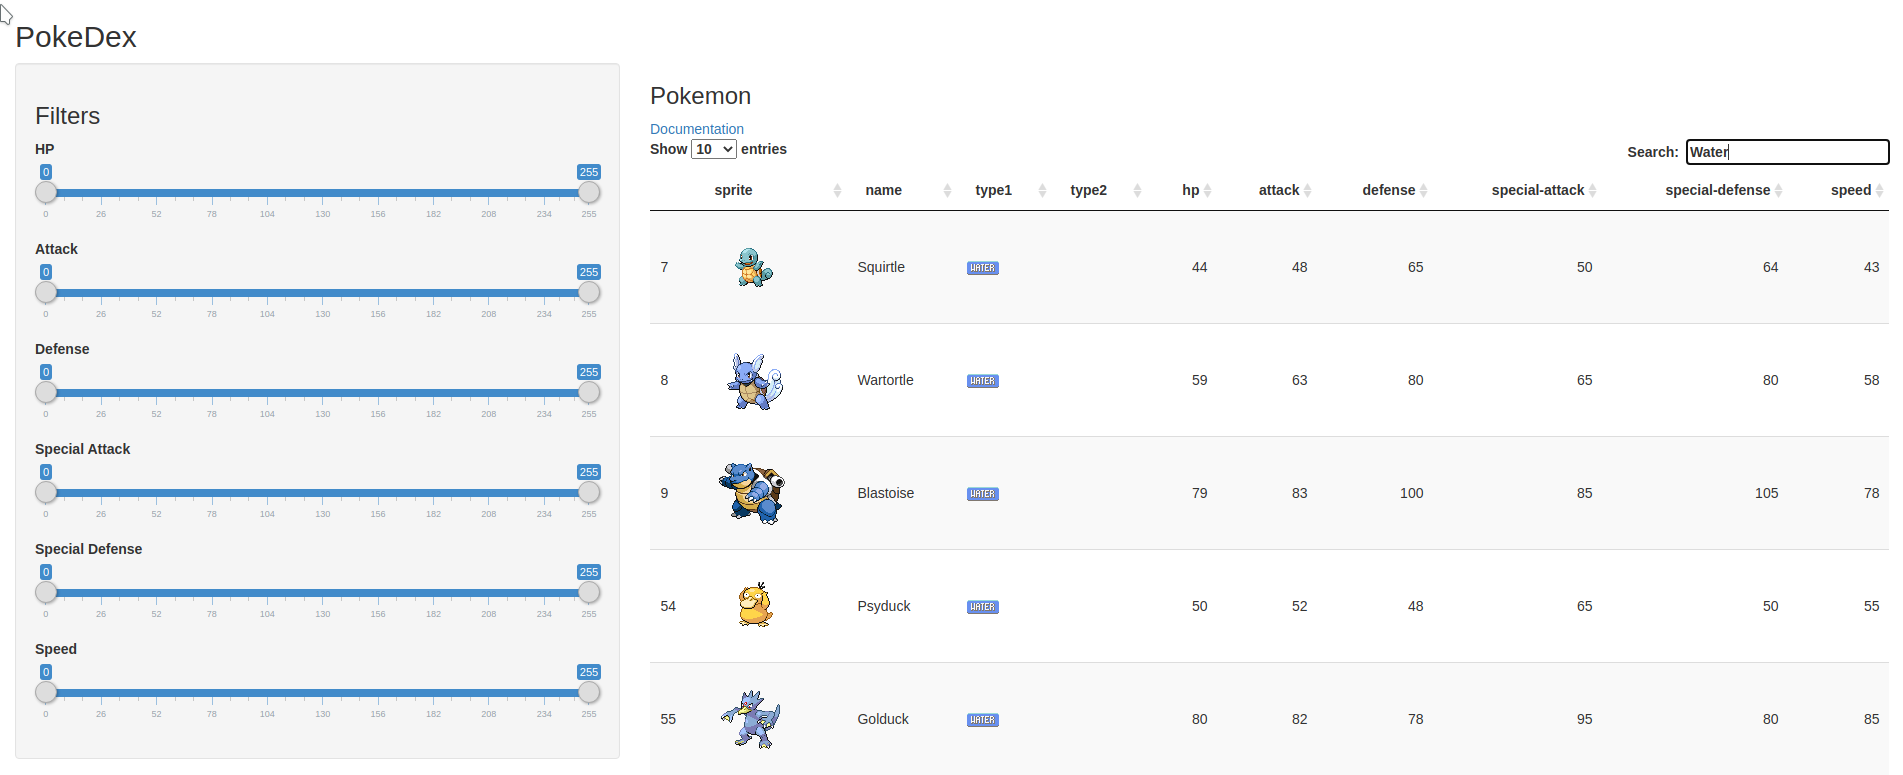 PokeDex
Filters
HP
0 255
0 26 52 78 104 130 156 182 208 234 255
Attack
0 255
0 26 52 78 104 130 156 182 208 234 255
Defense
0 255
0 26 52 78 104 130 156 182 208 234 255
Special Attack
0 255
0 26 52 78 104 130 156 182 208 234 255
Special Defense
0 255
0 26 52 78 104 130 156 182 208 234 255
Speed
0 255
0 26 52 78 104 130 156 182 208 234 255
Pokemon
Documentation
Show 10 entries
Search: Water
sprite name type1 type2 hp attack defense special-attack special-defense speed
7 Squirtle WATER 44 48 65 50 64 43
8 Wartortle WATER 59 63 80 65 80 58
9 Blastoise WATER 79 83 100 85 105 78
54 Psyduck WATER 50 52 48 65 50 55
55 Golduck WATER 80 82 78 95 80 85